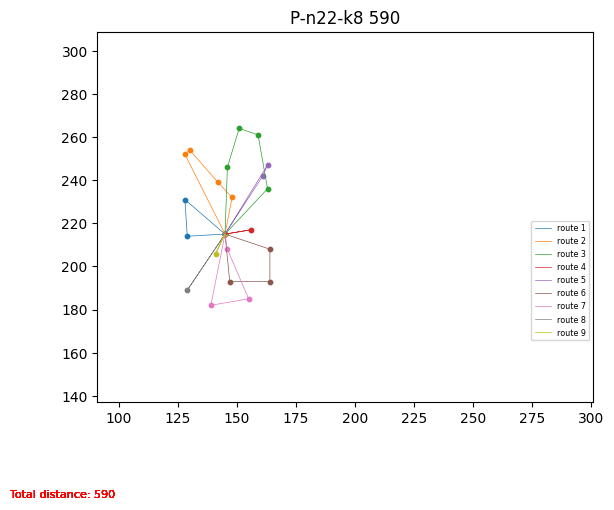 P-n22-k8 590
300
280
260
240
220
200
180
160
140
100
125
150
175
200
225
250
275
300
route 1
route 2
route 3
route 4
route 5
route 6
route 7
route 8
route 9
Total distance: 590